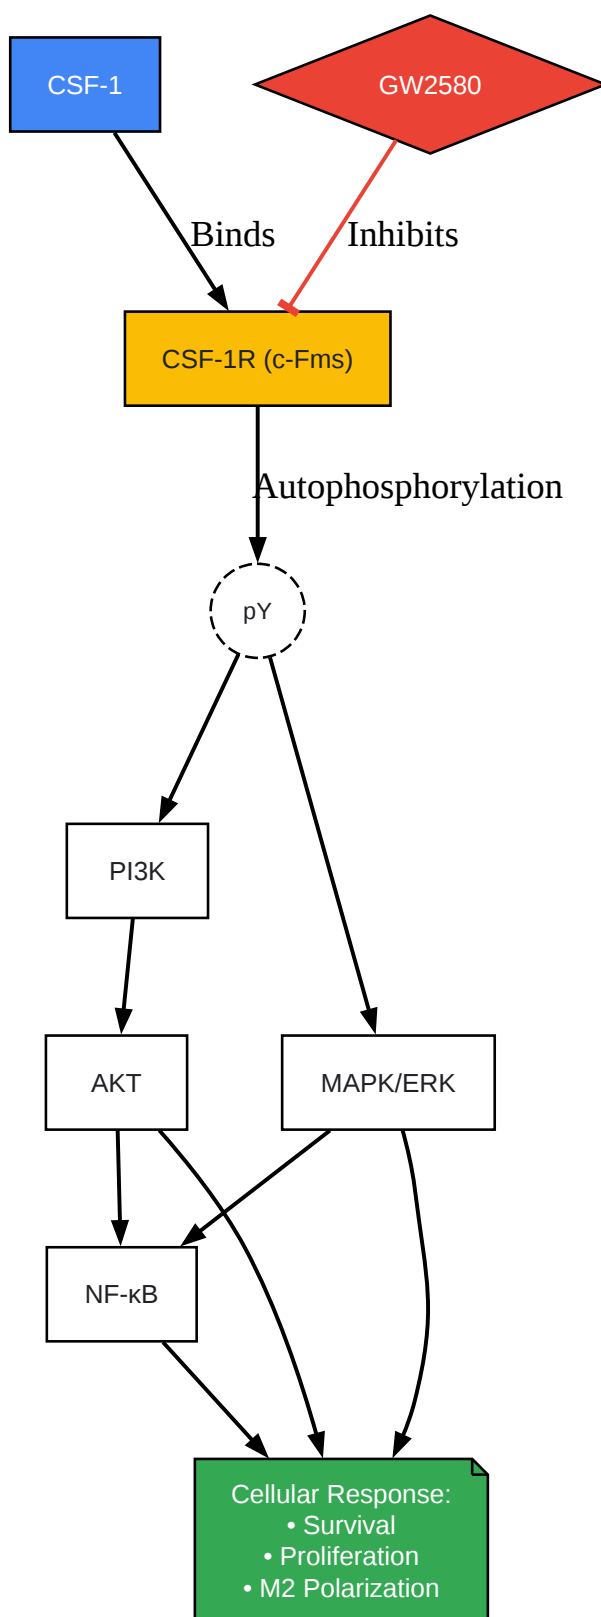 CSF-1
GW2580
Binds
Inhibits
CSF-1R (c-Fms)
Autophosphorylation
pY
PI3K
AKT
MAPK/ERK
NF-κB
Cellular Response:
• Survival
• Proliferation
• M2 Polarization